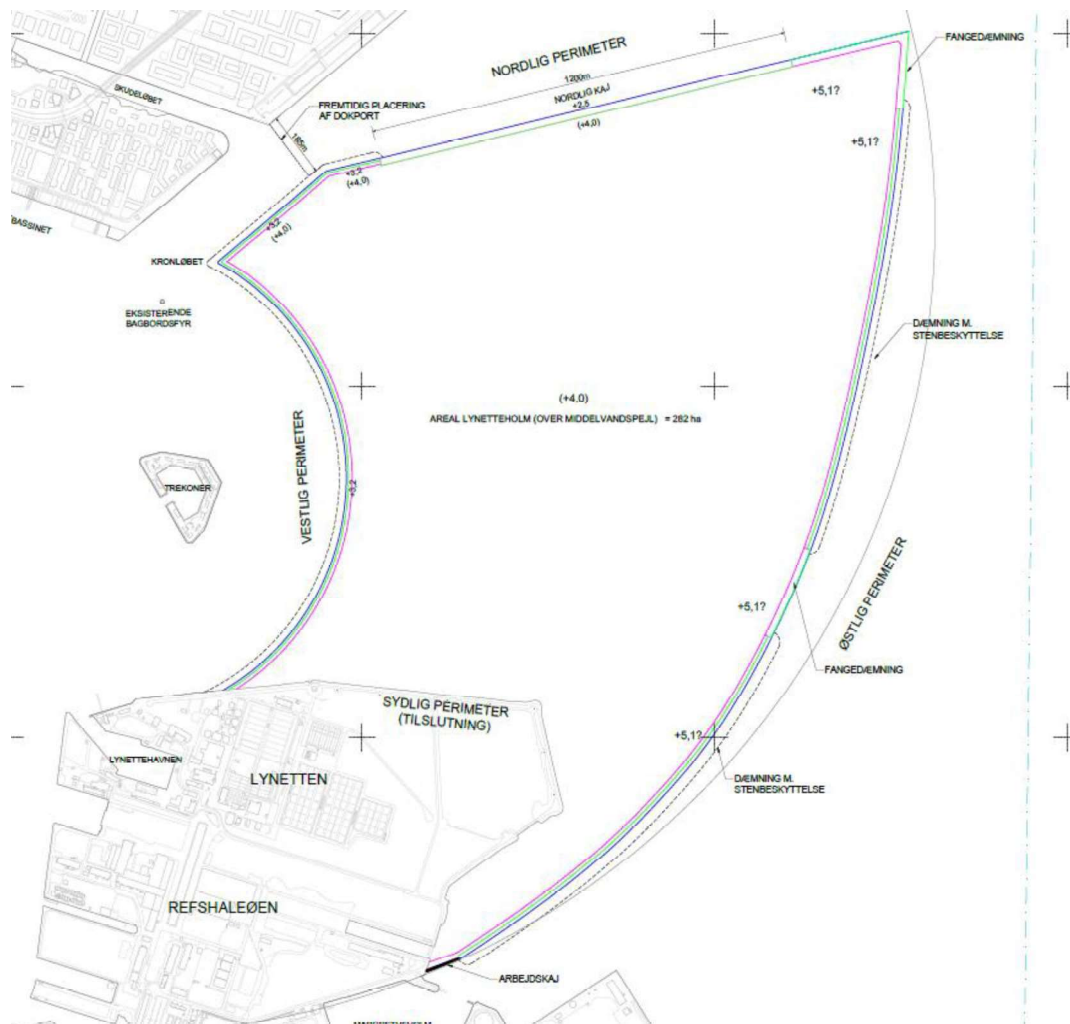 FANGEDÆMNING
NORDLIG PERIMETER
1200m
NORDLIG KAJ
+2,5
(+4,0)
+5,1?
SKUDELØBET
FREMTIDIG PLACERING
AF DOKPORT
185m
+5,1?
+3,2
(+4,0)
+3,2
(+4,0)
BASSINET
KRONLØBET
EKSISTERENDE
BAGBORDSFYR
DÆMNING M.
STENBESKYTTELSE
(+4.0)
AREAL LYNETTEHOLM (OVER MIDDELVANDSPEJL) = 282 ha
VESTLIG PERIMETER
TREKONER
+3,2
ØSTLIG PERIMETER
+5,1?
FANGEDÆMNING
SYDLIG PERIMETER
(TILSLUTNING)
+5,1?
LYNETTEHAVNEN
LYNETTEN
DÆMNING M.
STENBESKYTTELSE
REFSHALEØEN
ARBEJDSKAJ